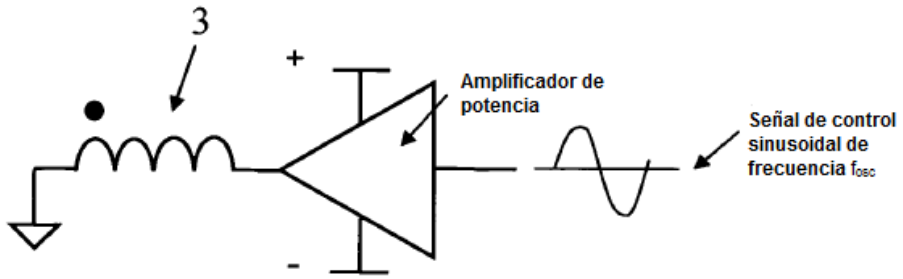 3
+
Amplificador de
potencia
Señal de control
sinusoidal de
frecuencia fosc
-